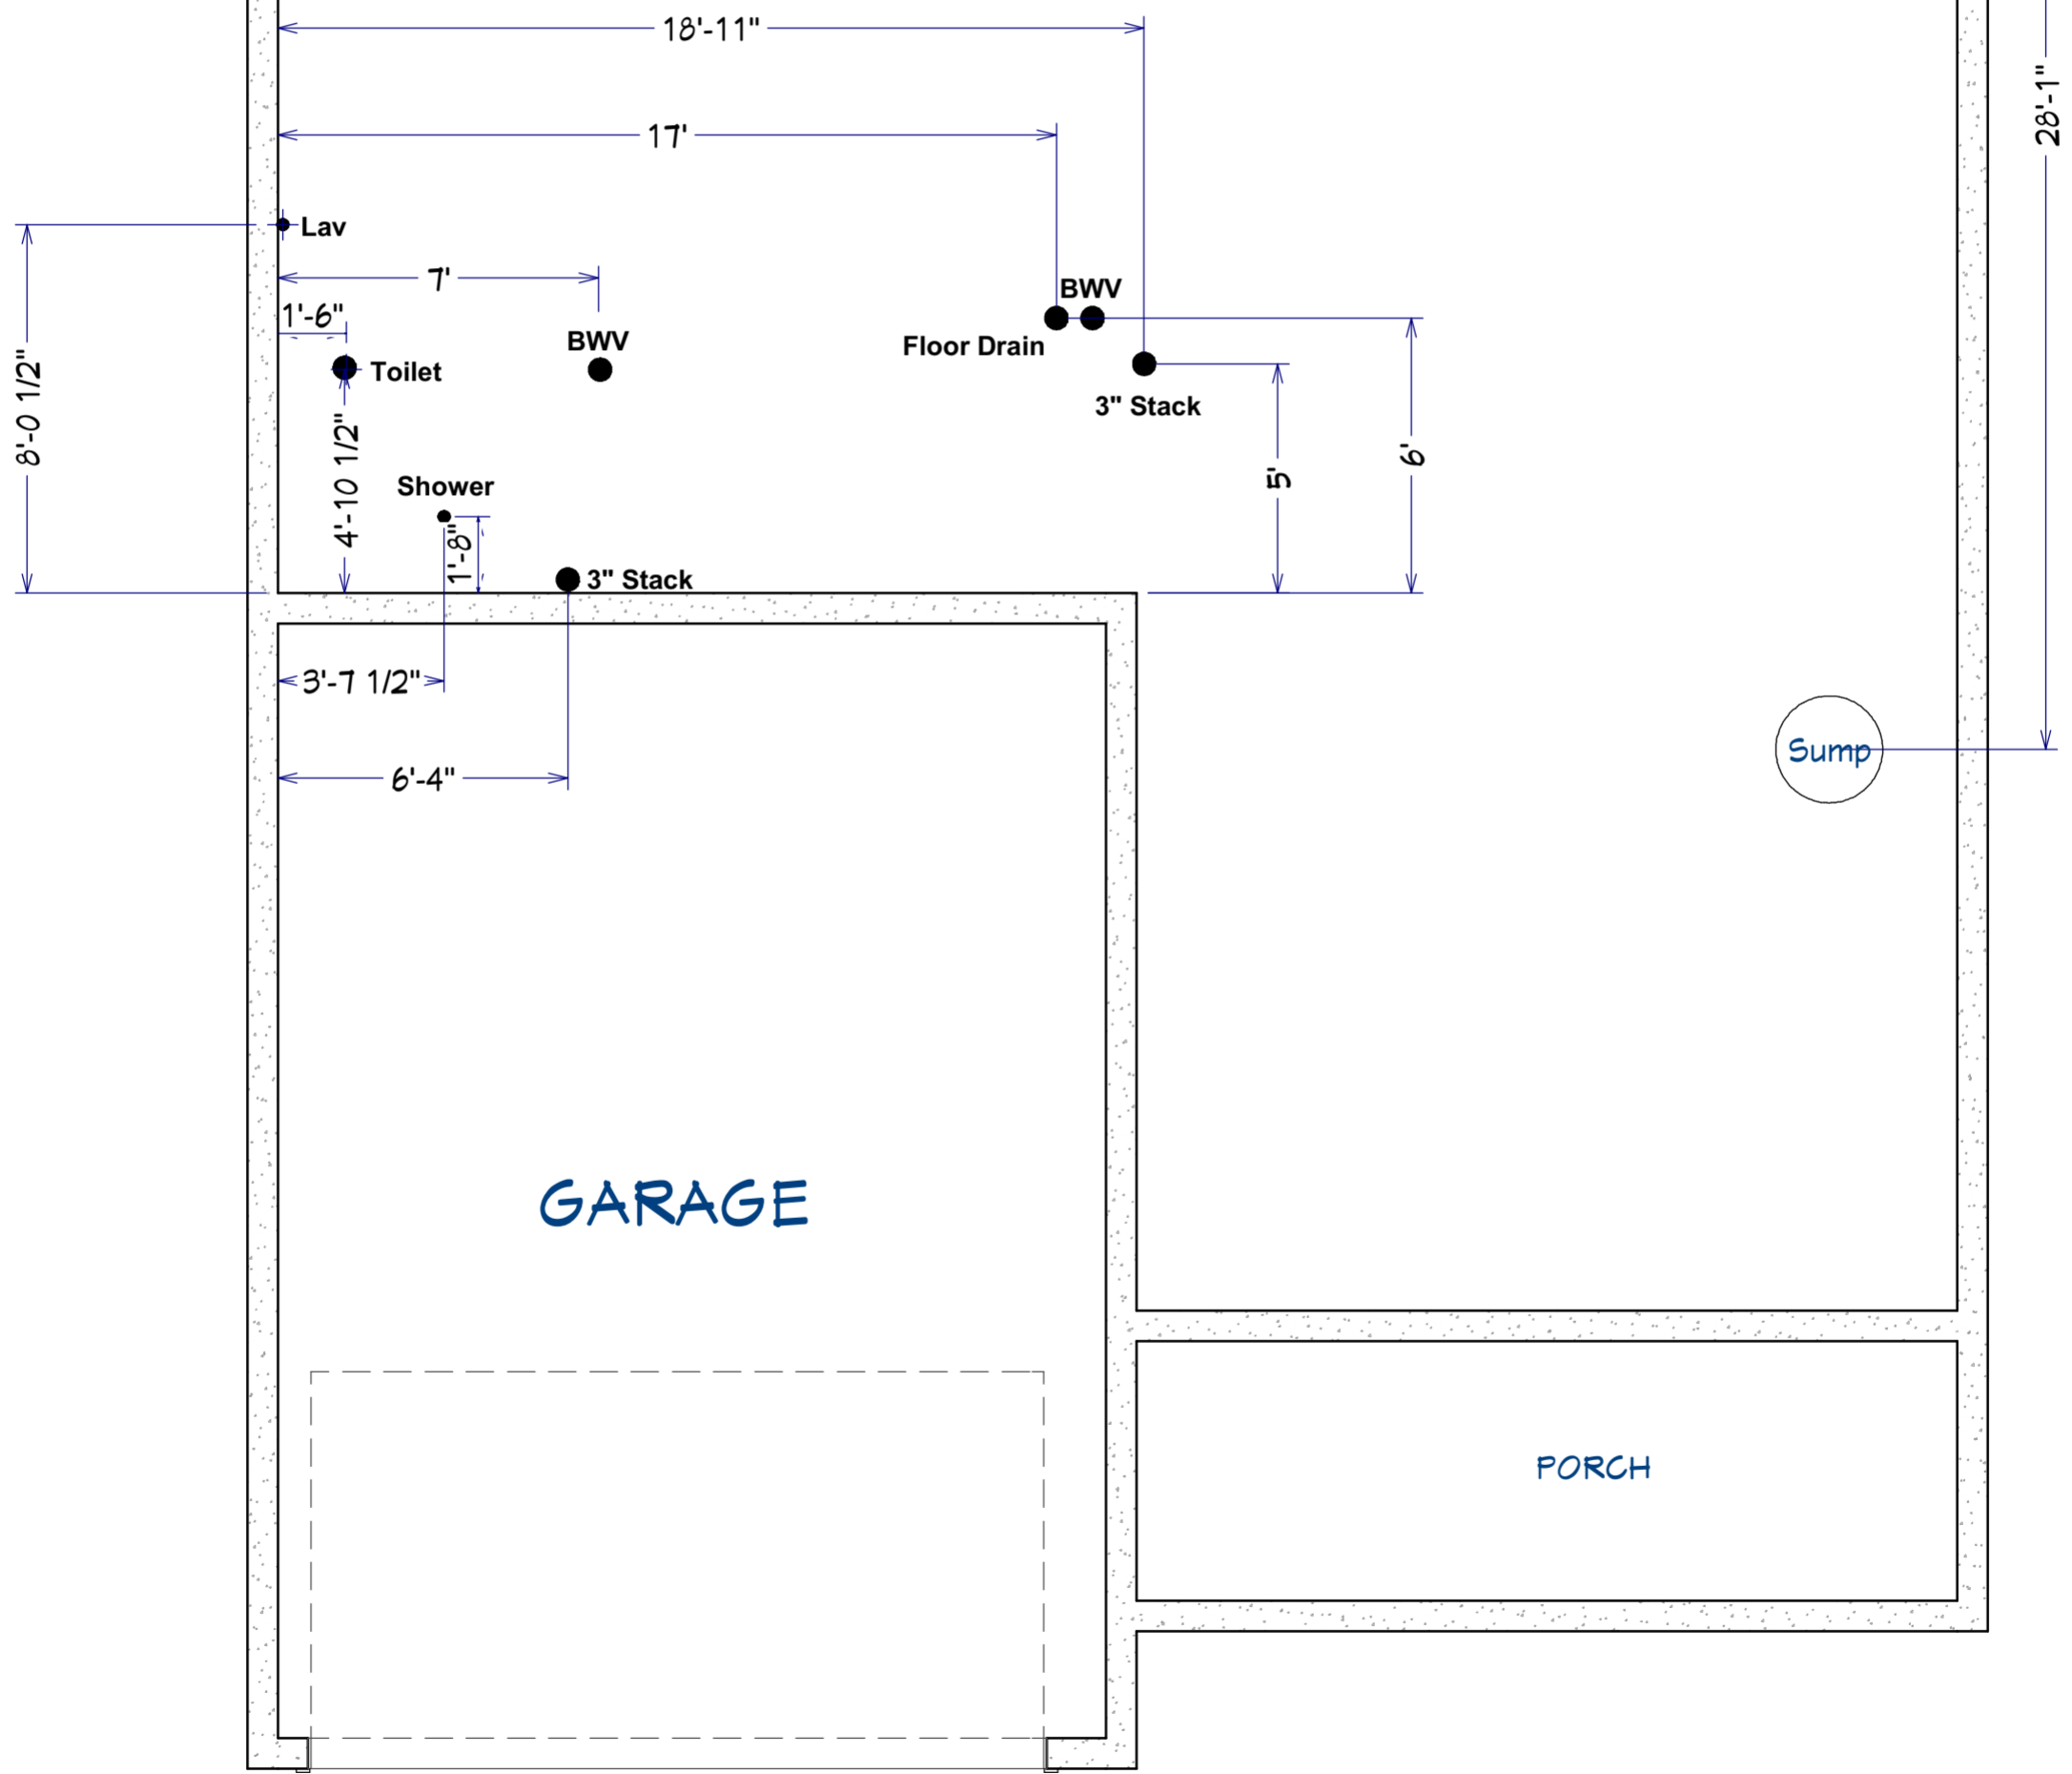 18'-11"
28'-1"
17'
Lav
7'
BWV
1'-6"
BWV
Floor Drain
Toilet
3" Stack
8'-0 1/2"
4'-10 1/2"
6'
5'
Shower
1'-8"
3" Stack
3'-7 1/2"
6'-4"
Sump
GARAGE
PORCH